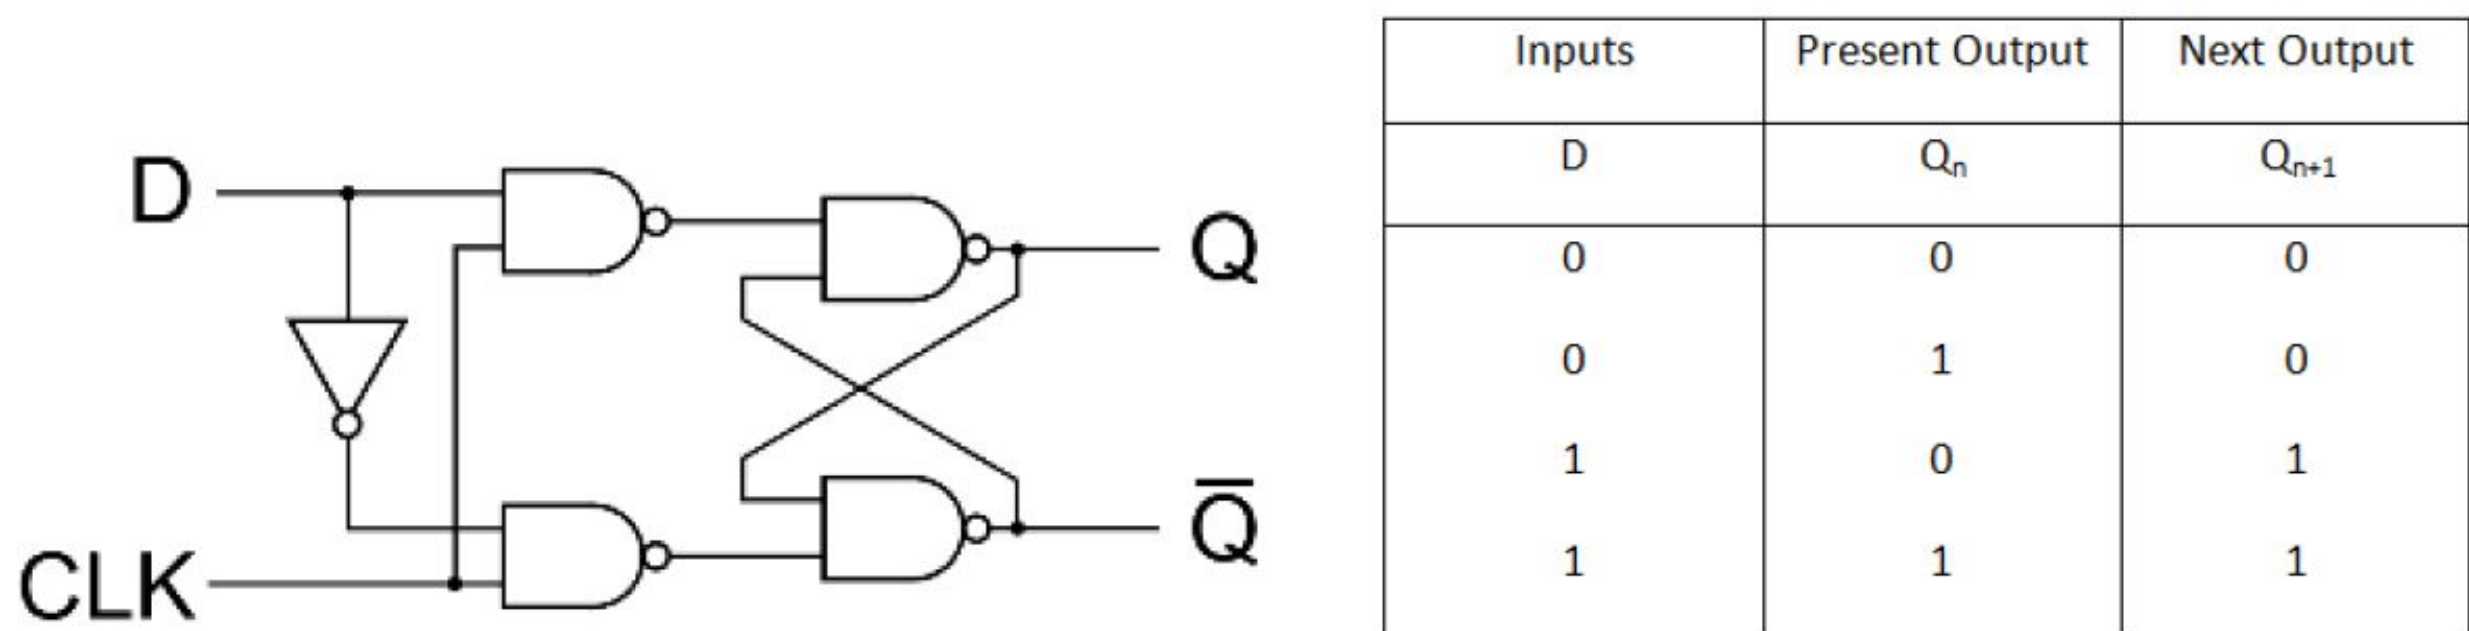 D
CLK
Q
Q̅
Inputs Present Output Next Output
D Qn Qn+1
0 0 0
0 1 0
1 0 1
1 1 1